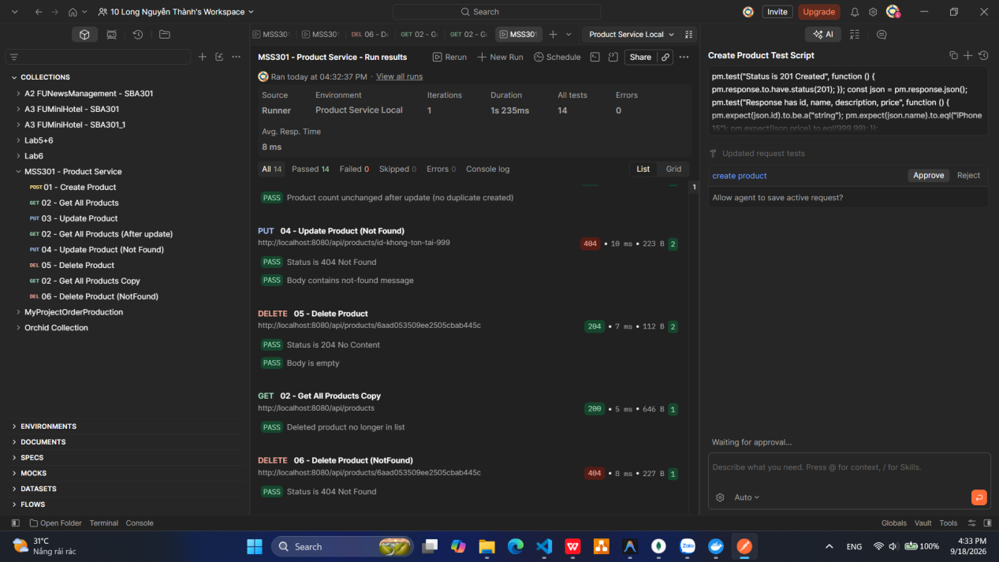 10 Long Nguyễn Thành's Workspace
Search
Invite
Upgrade
MSS301
MSS301
DEL 06 - De
GET 02 - Ge
GET 02 - Ge
MSS301
Product Service Local
AI
COLLECTIONS
A2 FUNewsManagement - SBA301
A3 FUMiniHotel - SBA301
A3 FUMiniHotel - SBA301_1
Lab5+6
Lab6
MSS301 - Product Service
POST 01 - Create Product
GET 02 - Get All Products
PUT 03 - Update Product
GET 02 - Get All Products (After update)
PUT 04 - Update Product (Not Found)
DEL 05 - Delete Product
GET 02 - Get All Products Copy
DEL 06 - Delete Product (NotFound)
MyProjectOrderProduction
Orchid Collection
ENVIRONMENTS
DOCUMENTS
SPECS
MOCKS
DATASETS
FLOWS
MSS301 - Product Service - Run results
Rerun
New Run
Schedule
Share
Ran today at 04:32:37 PM · View all runs
Source Environment Iterations Duration All tests Errors
Runner Product Service Local 1 1s 235ms 14 0
Avg. Resp. Time
8 ms
All 14 Passed 14 Failed 0 Skipped 0 Errors 0 Console log List Grid
1
PASS Product count unchanged after update (no duplicate created)
PUT 04 - Update Product (Not Found)
http://localhost:8080/api/products/id-khong-ton-tai-999
404 • 10 ms • 223 B 2
PASS Status is 404 Not Found
PASS Body contains not-found message
DELETE 05 - Delete Product
http://localhost:8080/api/products/6aad053509ee2505cbab445c
204 • 7 ms • 112 B 2
PASS Status is 204 No Content
PASS Body is empty
GET 02 - Get All Products Copy
http://localhost:8080/api/products
200 • 5 ms • 646 B 1
PASS Deleted product no longer in list
DELETE 06 - Delete Product (NotFound)
http://localhost:8080/api/products/6aad053509ee2505cbab445c
404 • 8 ms • 227 B 1
PASS Status is 404 Not Found
Create Product Test Script
pm.test("Status is 201 Created", function () {
pm.response.to.have.status(201); }); const json = pm.response.json();
pm.test("Response has id, name, description, price", function () {
pm.expect(json.id).to.be.a("string"); pm.expect(json.name).to.eql("iPhone
15"); pm.expect(json.price).to.eql(999.99); });
Updated request tests
create product
Approve
Reject
Allow agent to save active request?
Waiting for approval...
Describe what you need. Press @ for context, / for Skills.
Auto
Open Folder
Terminal
Console
Globals
Vault
Tools
31°C
Nắng rải rác
Search
Zalo
ENG
100%
4:33 PM
9/18/2026